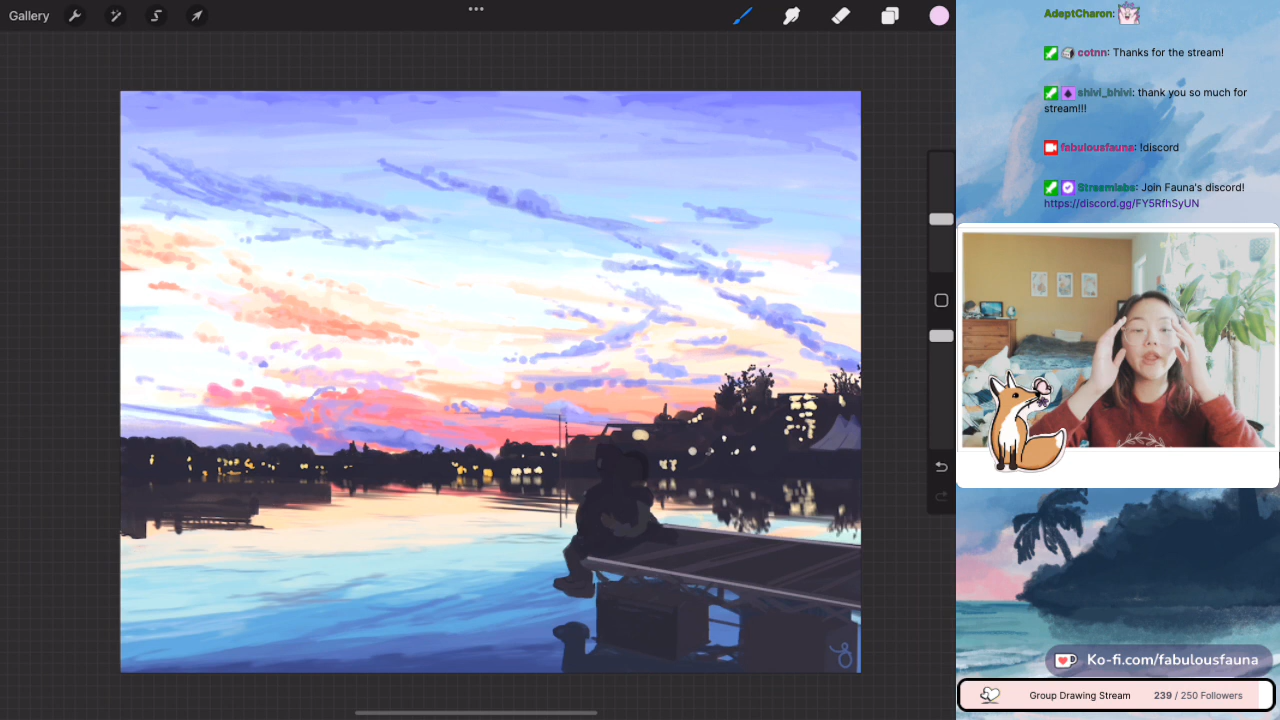 Gallery
AdeptCharon:
cotnn: Thanks for the stream!
shivi_bhivi: thank you so much for
stream!!!
fabulousfauna: !discord
Streamlabs: Join Fauna's discord!
https://discord.gg/FY5RfhSyUN
Ko-fi.com/fabulousfauna
Group Drawing Stream 239 / 250 Followers